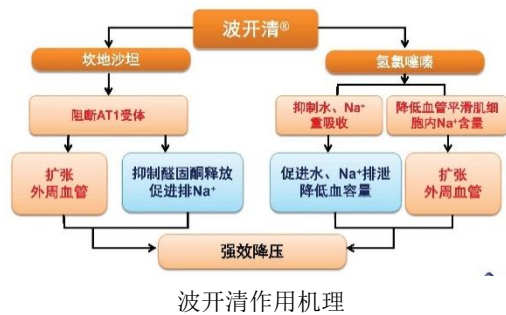 波开清®
坎地沙坦
氢氯噻嗪
阻断AT1受体
抑制水、Na⁺
重吸收
降低血管平滑肌细
胞内Na⁺含量
扩张
外周血管
抑制醛固酮释放
促进排Na⁺
促进水、Na⁺排泄
降低血容量
扩张
外周血管
强效降压
波开清作用机理